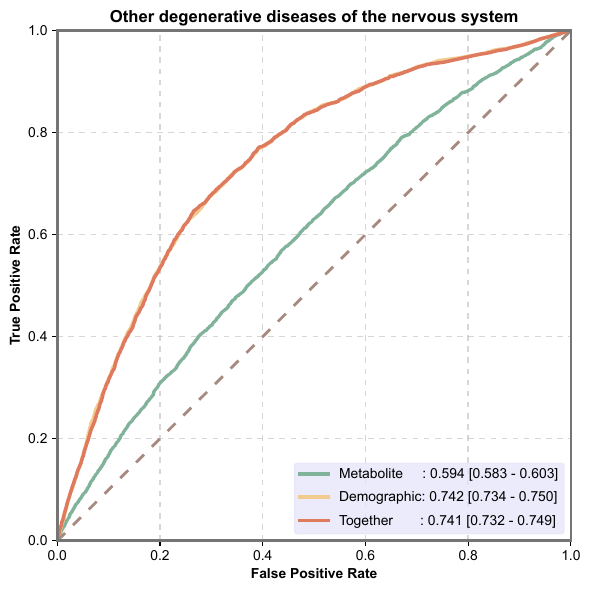 Other degenerative diseases of the nervous system
True Positive Rate
1.0
0.8
0.6
0.4
0.2
0.0
Metabolite : 0.594 [0.583 - 0.603]
Demographic: 0.742 [0.734 - 0.750]
Together : 0.741 [0.732 - 0.749]
0.0 0.2 0.4 0.6 0.8 1.0
False Positive Rate